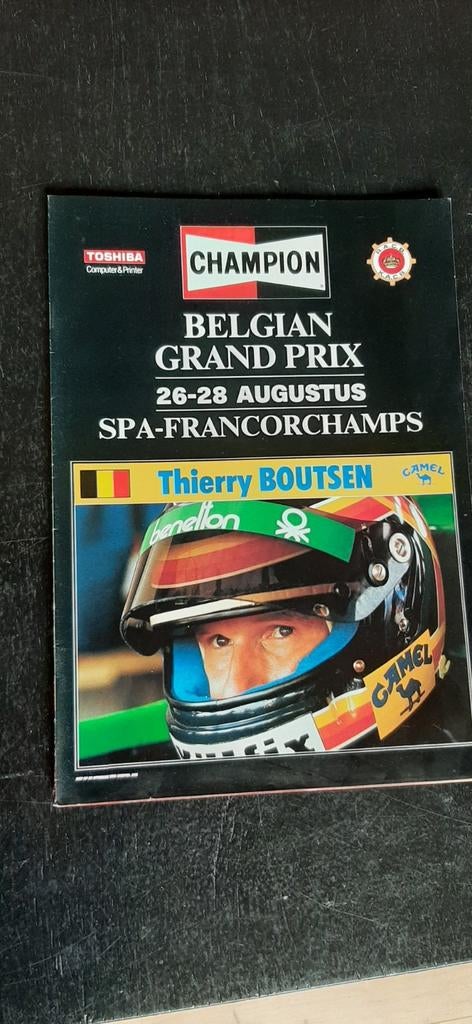 TOSHIBA
Computer & Printer
CHAMPION
BELGIAN
GRAND PRIX
26-28 AUGUSTUS
SPA-FRANCORCHAMPS
Thierry BOUTSEN
CAMEL
benetton
CAMEL